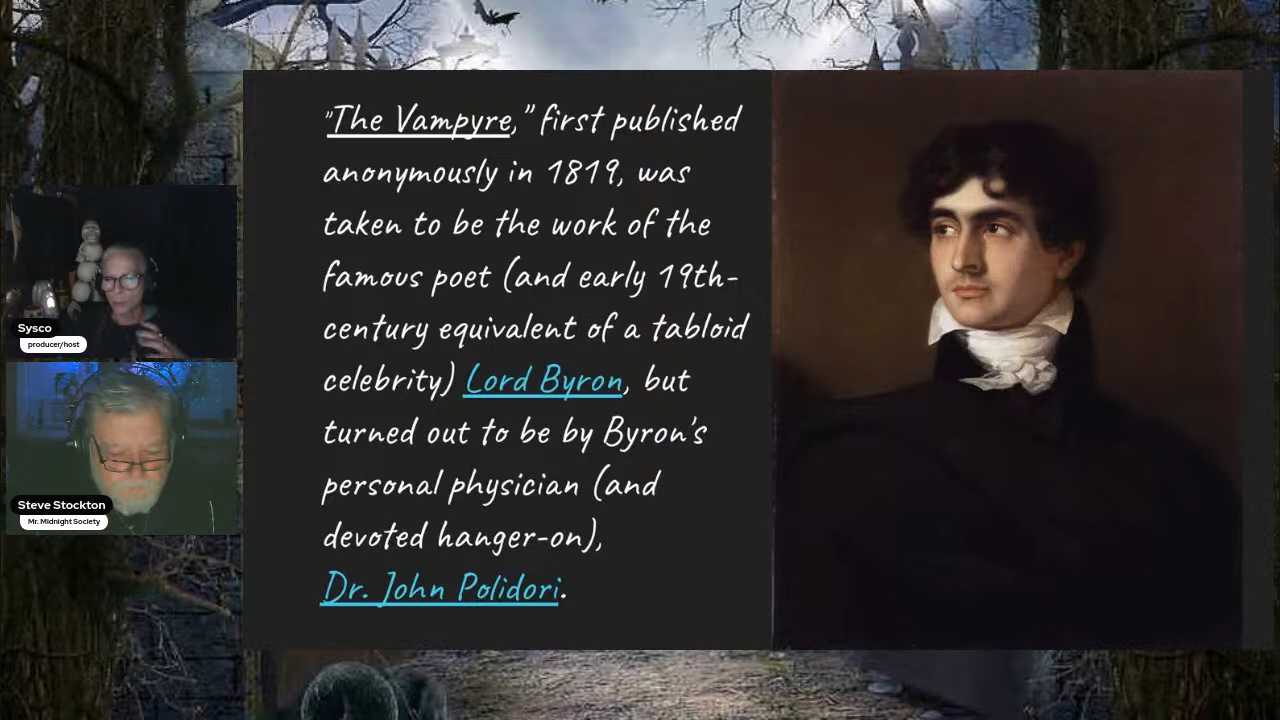 "The Vampyre," first published
anonymously in 1819, was
taken to be the work of the
famous poet (and early 19th-
century equivalent of a tabloid
celebrity) Lord Byron, but
turned out to be by Byron's
personal physician (and
devoted hanger-on),
Dr. John Polidori.
Sysco
producer/host
Steve Stockton
Mr. Midnight Society